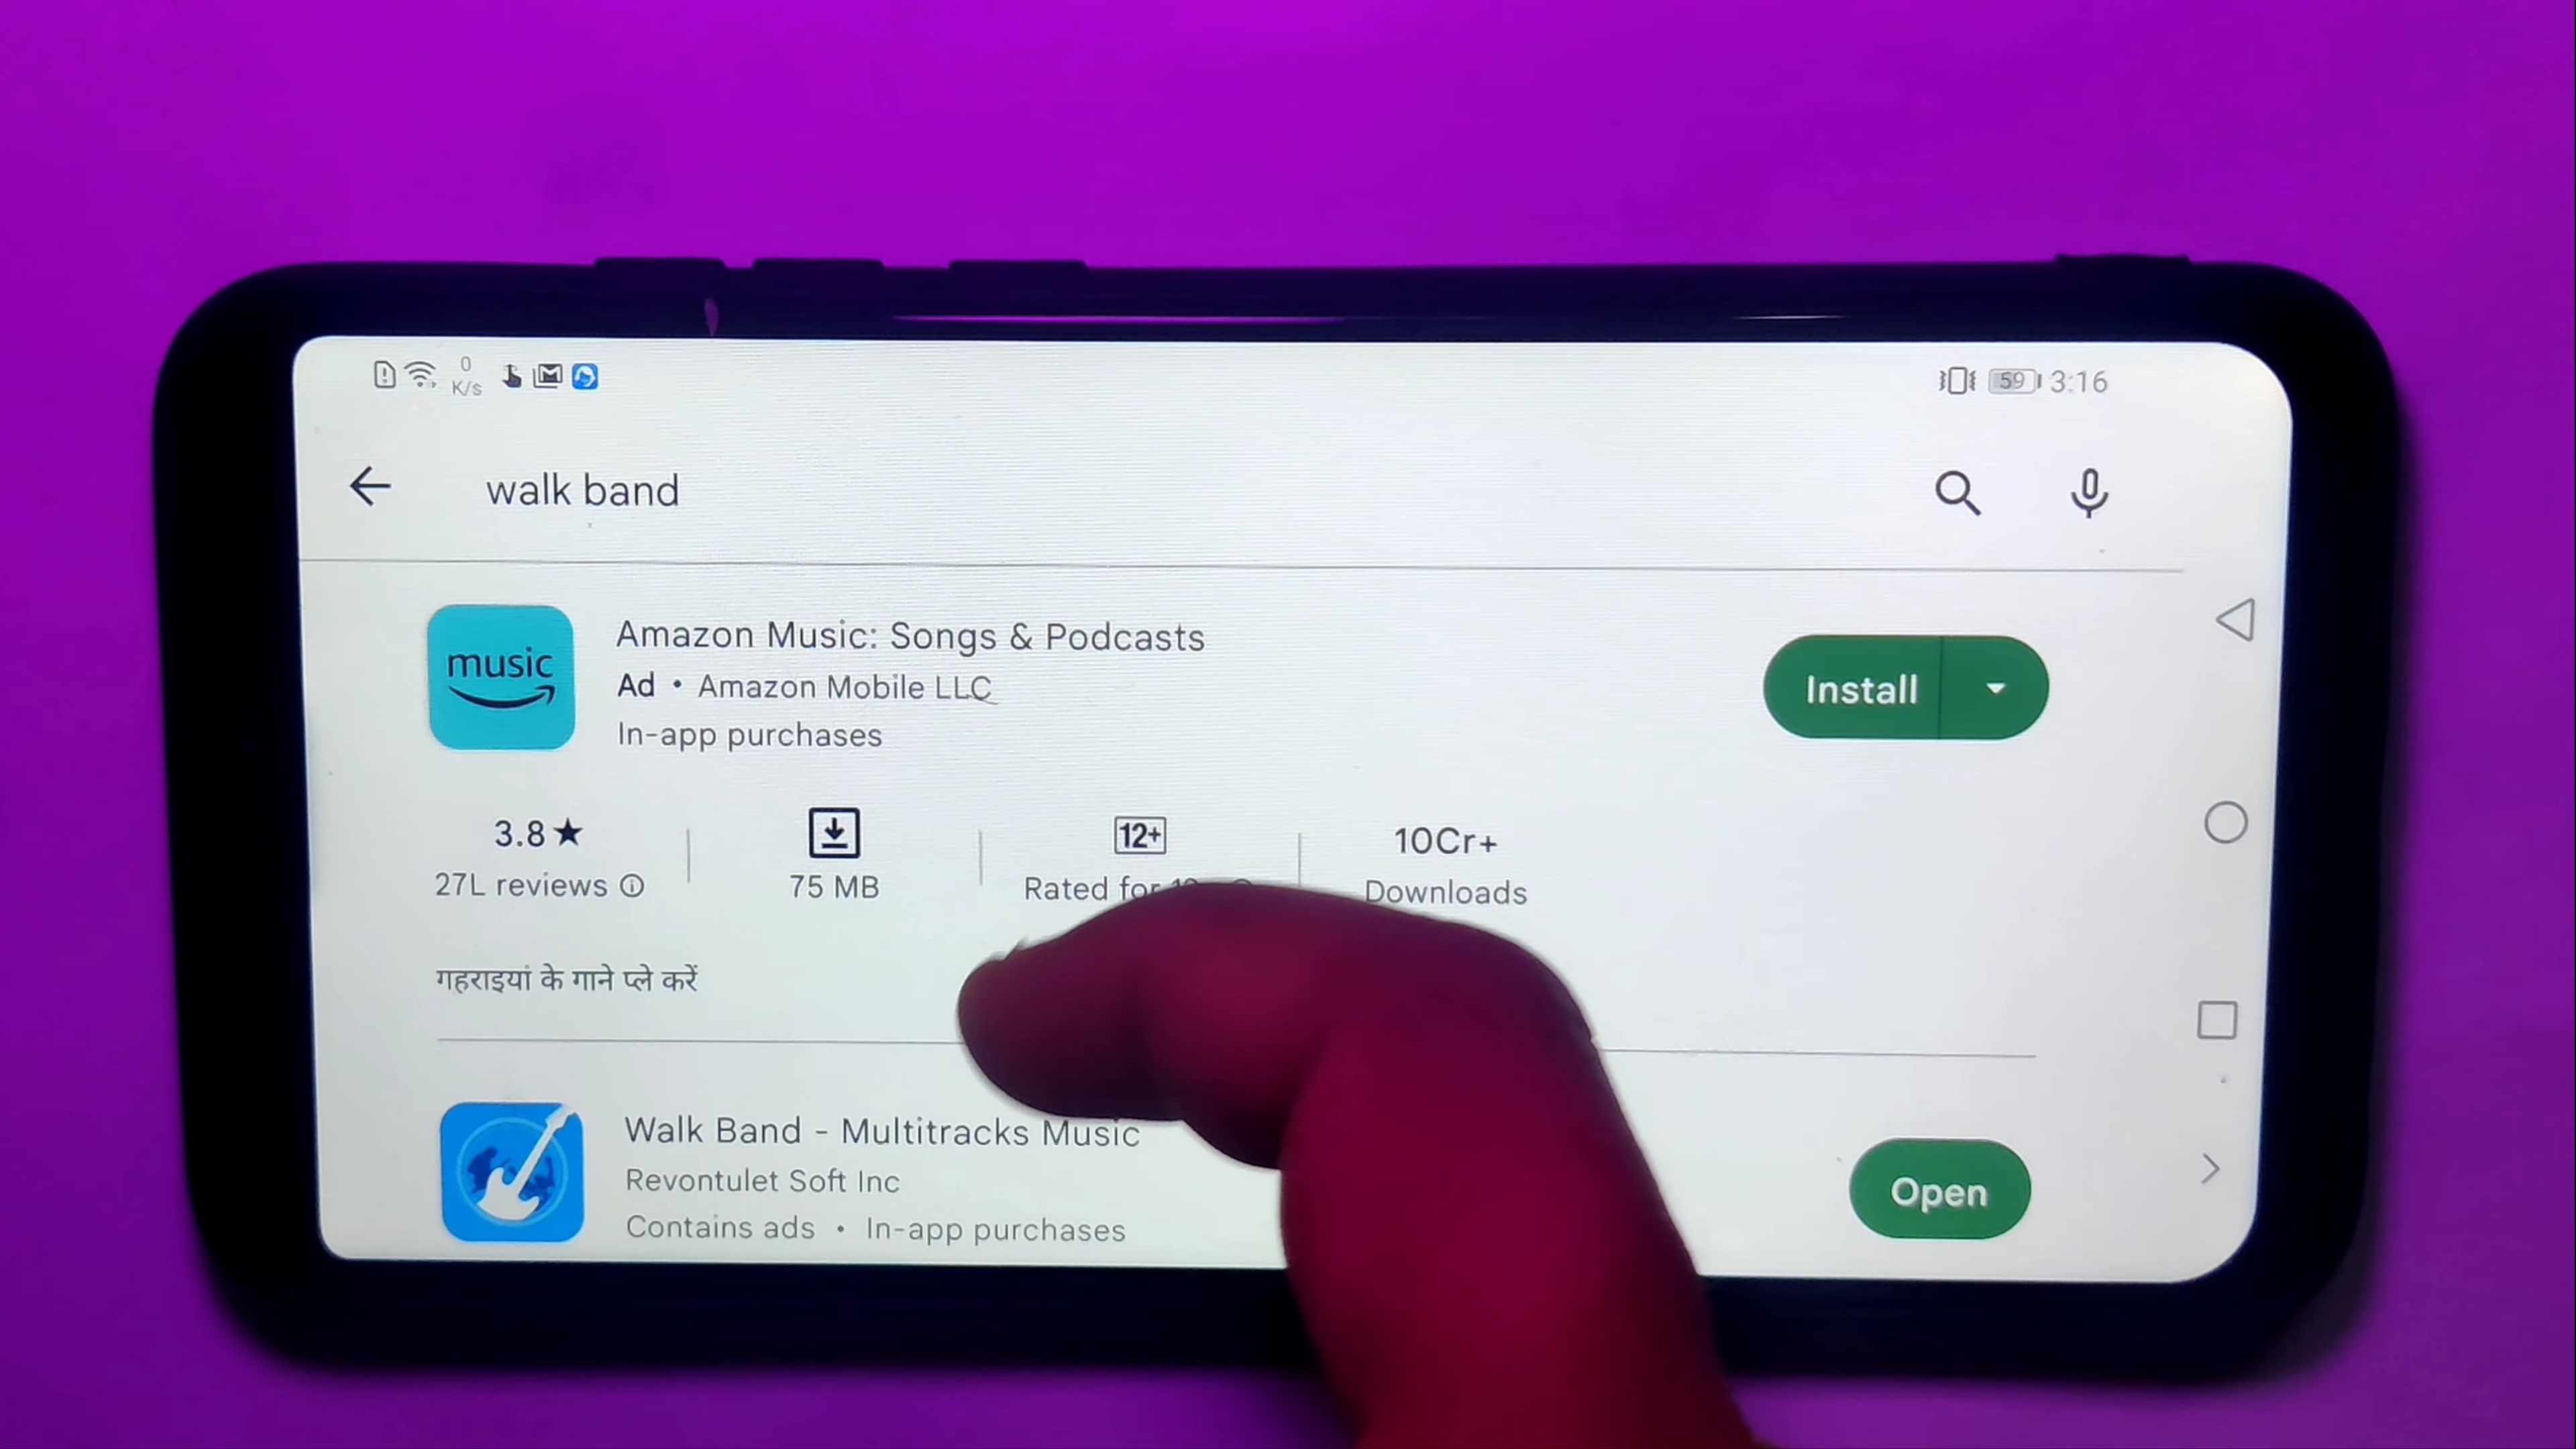 0
K/s
59 3:16
walk band
music
Amazon Music: Songs & Podcasts
Ad • Amazon Mobile LLC
In-app purchases
Install
3.8★
27L reviews
75 MB
12+
Rated for
10Cr+
Downloads
गहराइयां के गाने प्ले करें
Walk Band - Multitracks Music
Revontulet Soft Inc
Contains ads • In-app purchases
Open